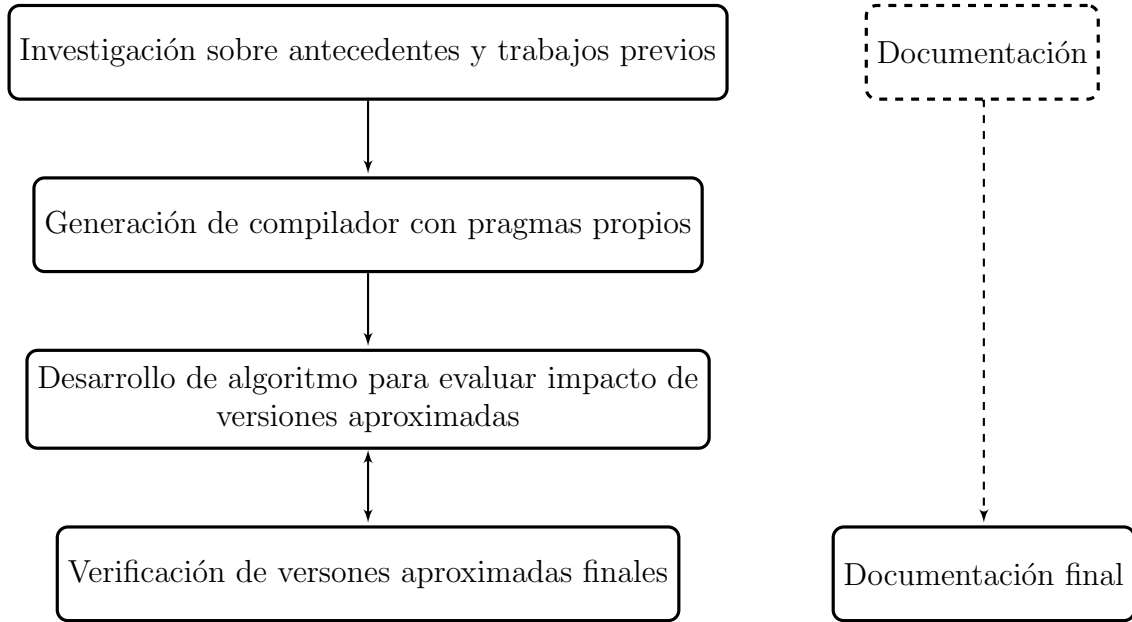 Investigación sobre antecedentes y trabajos previos
Documentación
Generación de compilador con pragmas propios
Desarrollo de algoritmo para evaluar impacto de
versiones aproximadas
Verificación de versones aproximadas finales
Documentación final